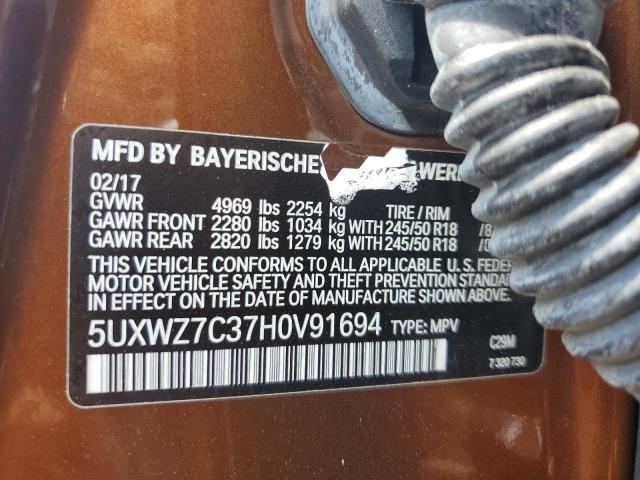 MFD BY BAYERISCHE WER
02/17
GVWR 4969 lbs 2254 kg TIRE / RIM
GAWR FRONT 2280 lbs 1034 kg WITH 245/50 R18 /8
GAWR REAR 2820 lbs 1279 kg WITH 245/50 R18
THIS VEHICLE CONFORMS TO ALL APPLICABLE U. S. FEDER
MOTOR VEHICLE SAFETY AND THEFT PREVENTION
IN EFFECT ON THE DATE OF MANUFACTURE SHOWN ABOVE.
5UXWZ7C37H0V91694 TYPE: MPV
C29M
7 320 730